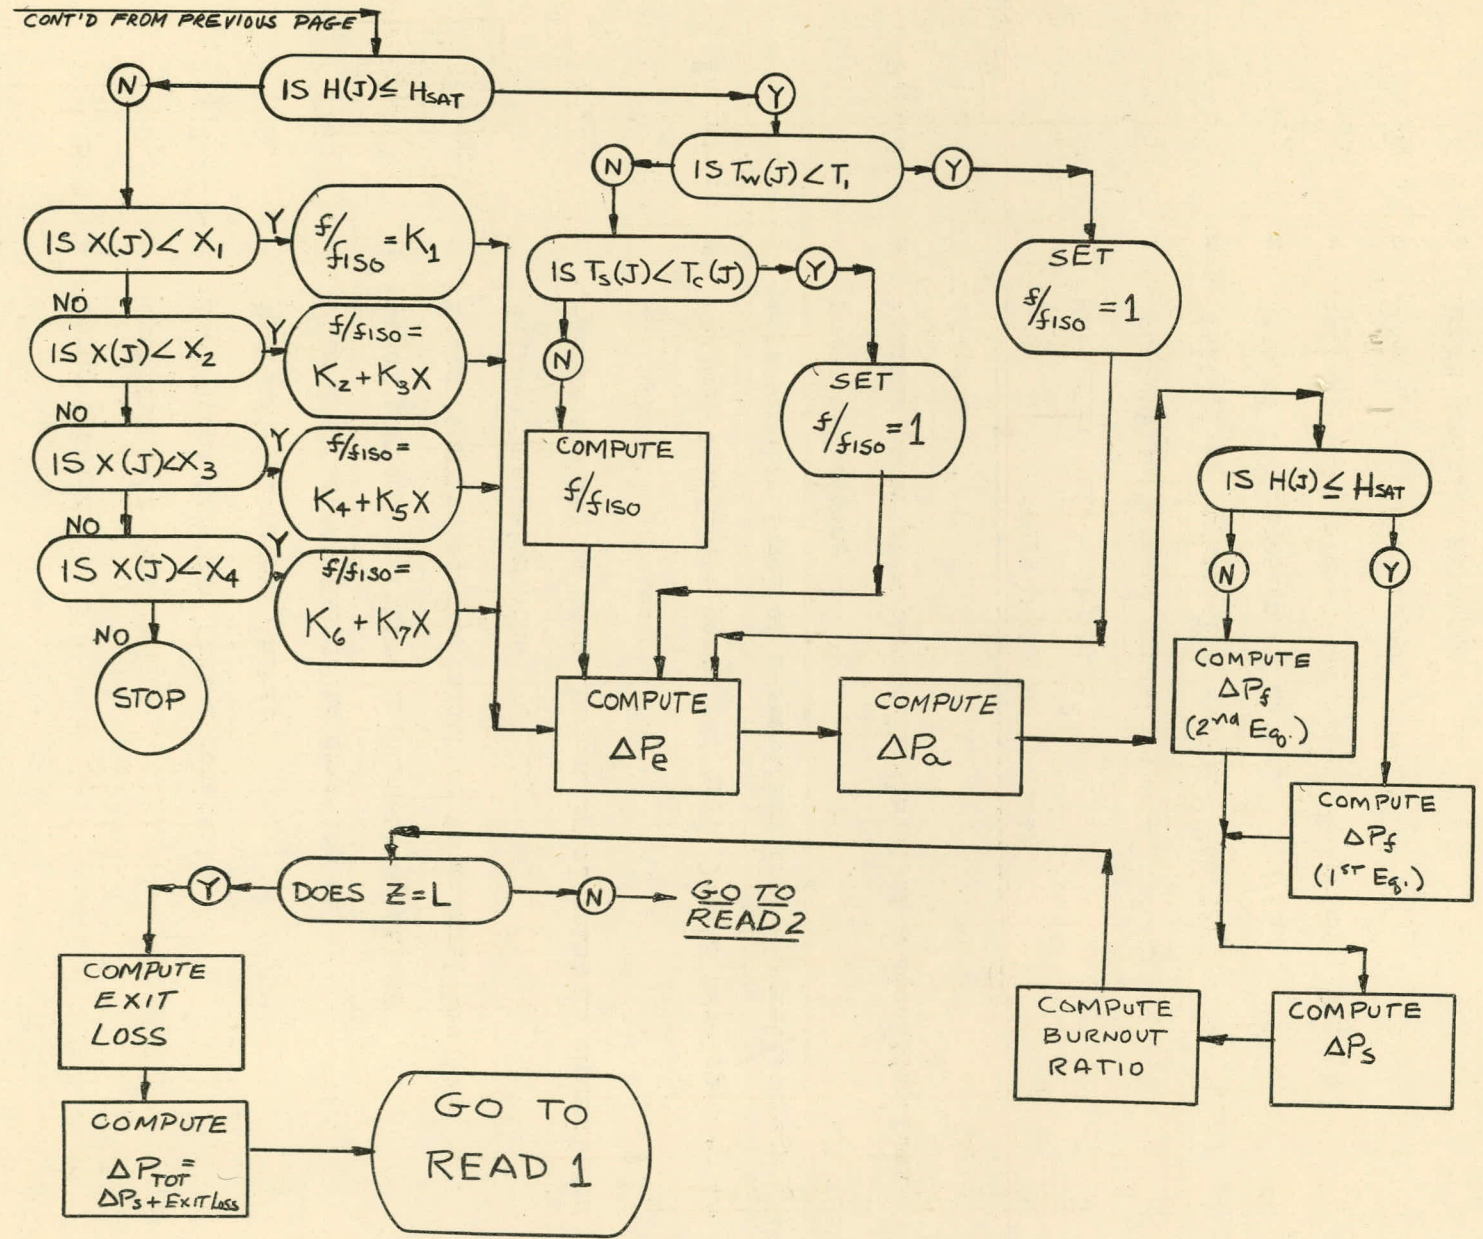 CONT'D FROM PREVIOUS PAGE
IS H(J) ≤ HSAT
N
Y
IS Tw(J) < T1
N
Y
IS X(J) < X1
Y
f/fISO = K1
NO
IS X(J) < X2
Y
f/fISO =
K2 + K3X
NO
IS X(J) < X3
Y
f/fISO =
K4 + K5X
NO
IS X(J) < X4
Y
f/fISO =
K6 + K7X
NO
STOP
IS Ts(J) < Tc(J)
Y
N
COMPUTE
f/fISO
SET
f/fISO = 1
SET
f/fISO = 1
COMPUTE
ΔPe
COMPUTE
ΔPa
IS H(J) ≤ HSAT
N
Y
COMPUTE
ΔPf
(2nd Eq.)
COMPUTE
ΔPf
(1ST Eq.)
COMPUTE
ΔPs
COMPUTE
BURNOUT
RATIO
DOES Z = L
Y
N
GO TO
READ 2
COMPUTE
EXIT
LOSS
COMPUTE
ΔPTOT =
ΔPs + EXIT LOSS
GO TO
READ 1